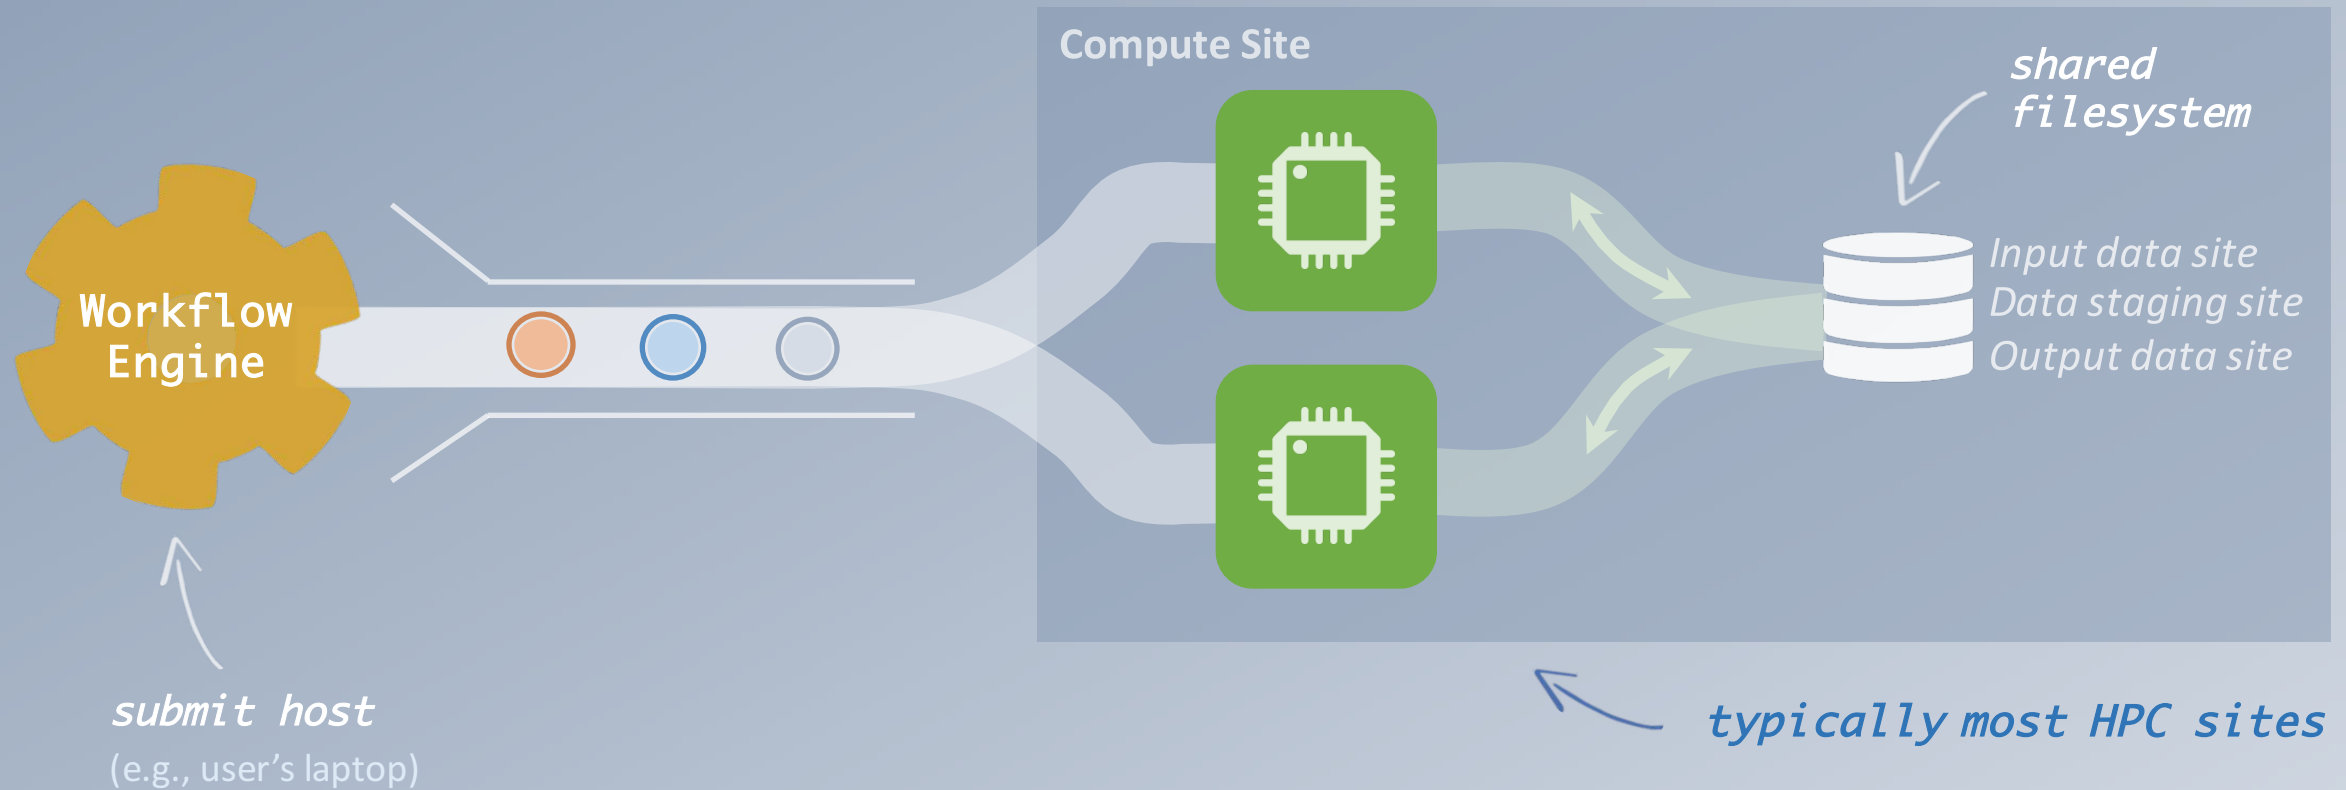 Compute Site
shared
filesystem
Workflow
Engine
Input data site
Data staging site
Output data site
submit host
(e.g., user's laptop)
typically most HPC sites